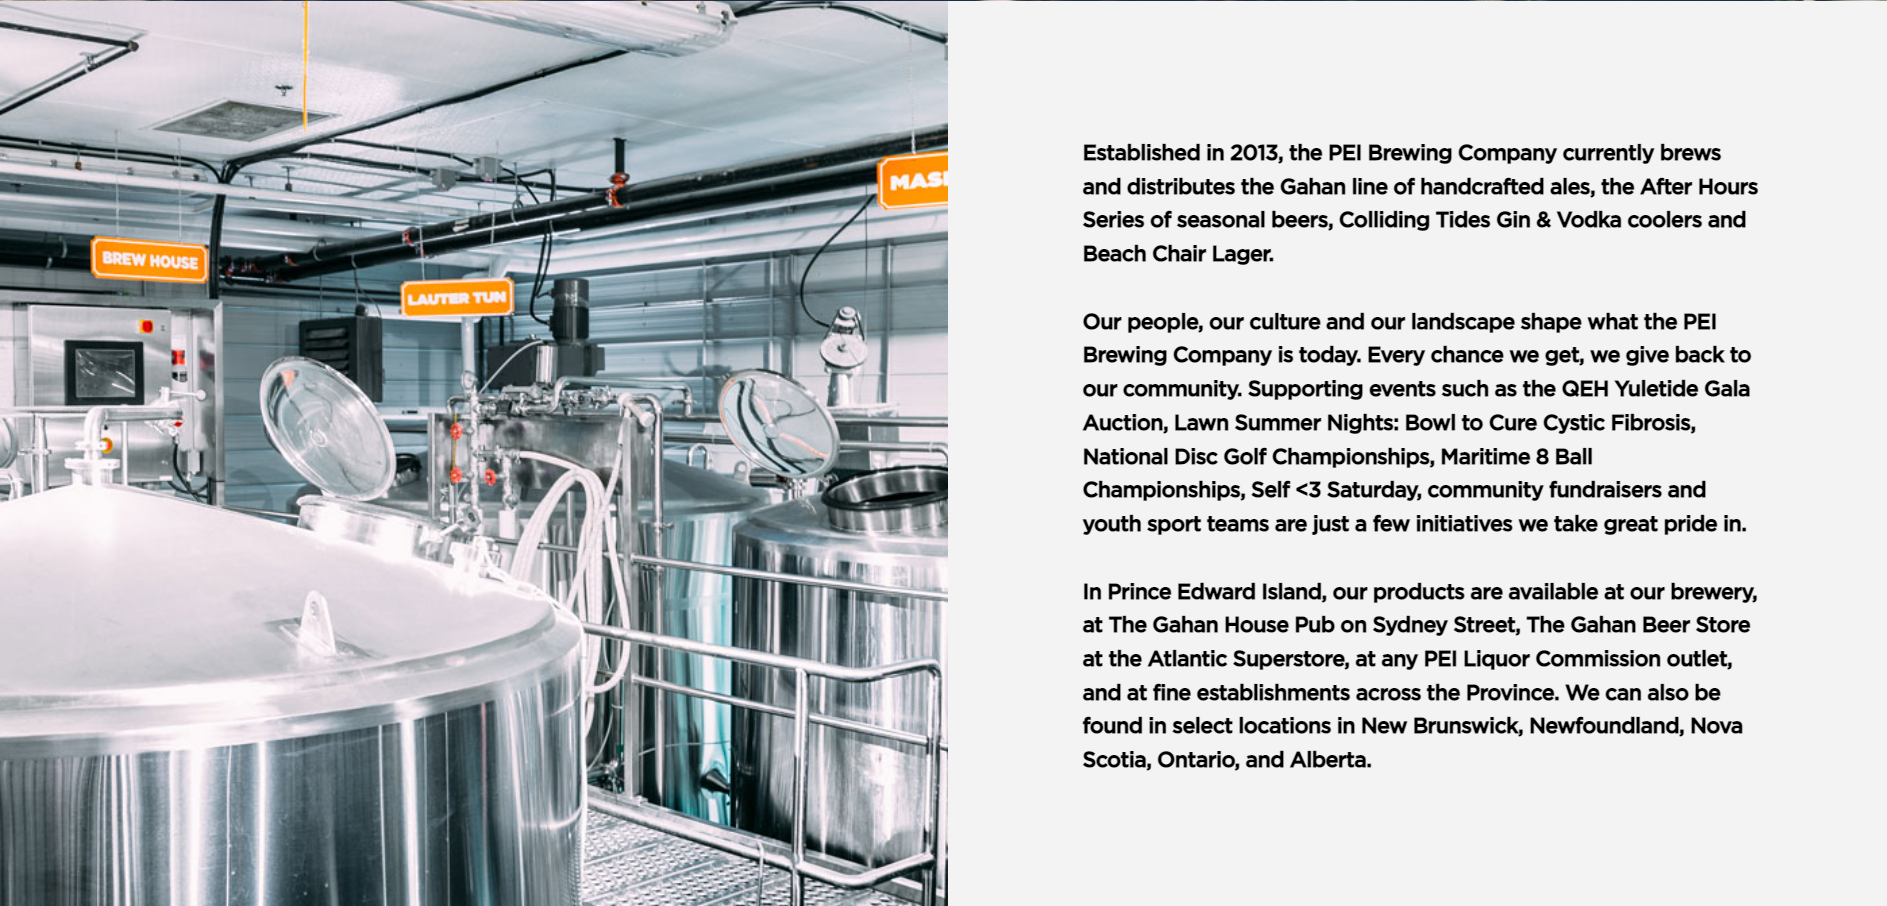 BREW HOUSE
LAUTER TUN
Established in 2013, the PEI Brewing Company currently brews
and distributes the Gahan line of handcrafted ales, the After Hours
Series of seasonal beers, Colliding Tides Gin & Vodka coolers and
Beach Chair Lager.
Our people, our culture and our landscape shape what the PEI
Brewing Company is today. Every chance we get, we give back to
our community. Supporting events such as the QEH Yuletide Gala
Auction, Lawn Summer Nights: Bowl to Cure Cystic Fibrosis,
National Disc Golf Championships, Maritime 8 Ball
Championships, Self <3 Saturday, community fundraisers and
youth sport teams are just a few initiatives we take great pride in.
In Prince Edward Island, our products are available at our brewery,
at The Gahan House Pub on Sydney Street, The Gahan Beer Store
at the Atlantic Superstore, at any PEI Liquor Commission outlet,
and at fine establishments across the Province. We can also be
found in select locations in New Brunswick, Newfoundland, Nova
Scotia, Ontario, and Alberta.